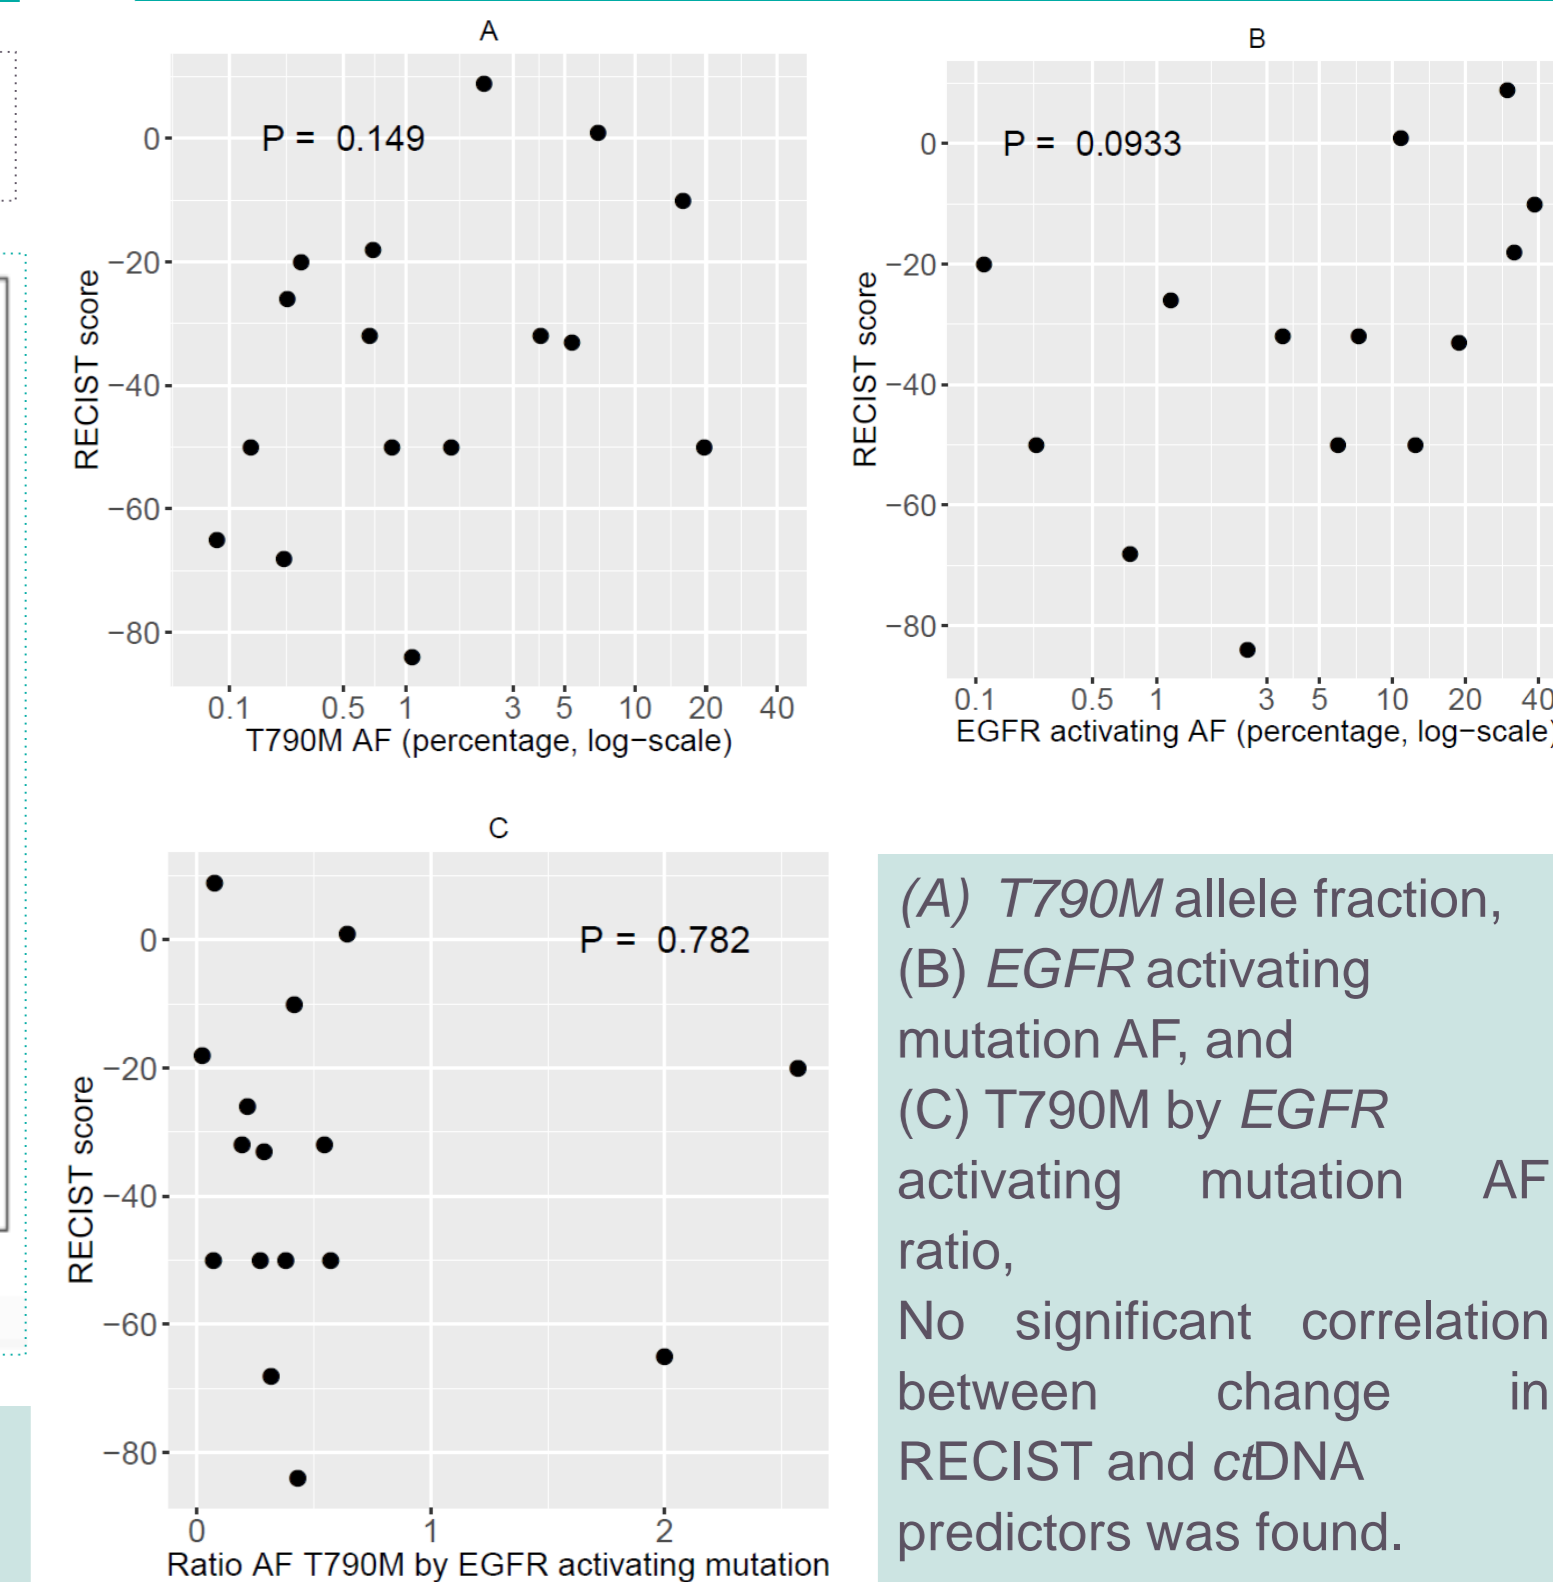 A
P = 0.149
RECIST score
0
−20
−40
−60
−80
0.1 0.5 1 3 5 10 20 40
T790M AF (percentage, log−scale)
B
P = 0.0933
RECIST score
0
−20
−40
−60
−80
0.1 0.5 1 3 5 10 20 40
EGFR activating AF (percentage, log−scale)
C
P = 0.782
RECIST score
0
−20
−40
−60
−80
0 1 2
Ratio AF T790M by EGFR activating mutation
(A) T790M allele fraction,
(B) EGFR activating
mutation AF, and
(C) T790M by EGFR
activating mutation AF
ratio,
No significant correlation
between change in
RECIST and ctDNA
predictors was found.